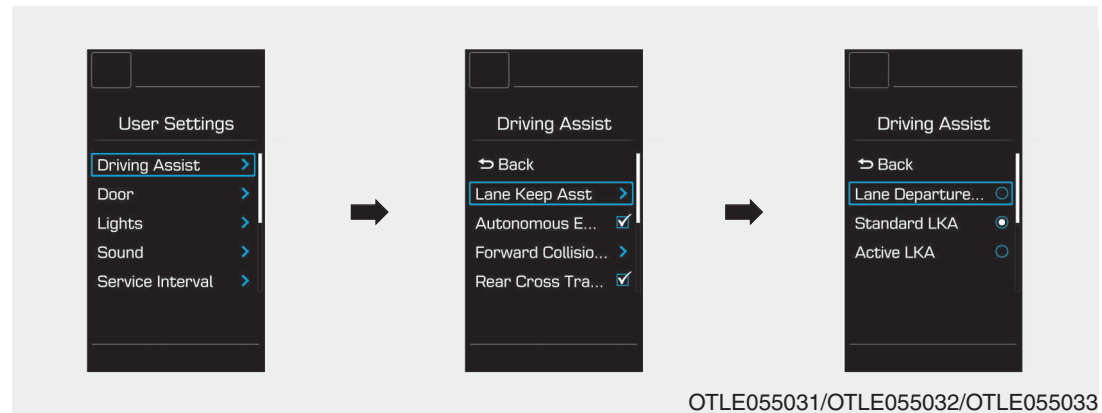 User Settings
Driving Assist
Door
Lights
Sound
Service Interval
Driving Assist
Back
Lane Keep Asst
Autonomous E...
Forward Collisio...
Rear Cross Tra...
Driving Assist
Back
Lane Departure...
Standard LKA
Active LKA
OTLE055031/OTLE055032/OTLE055033